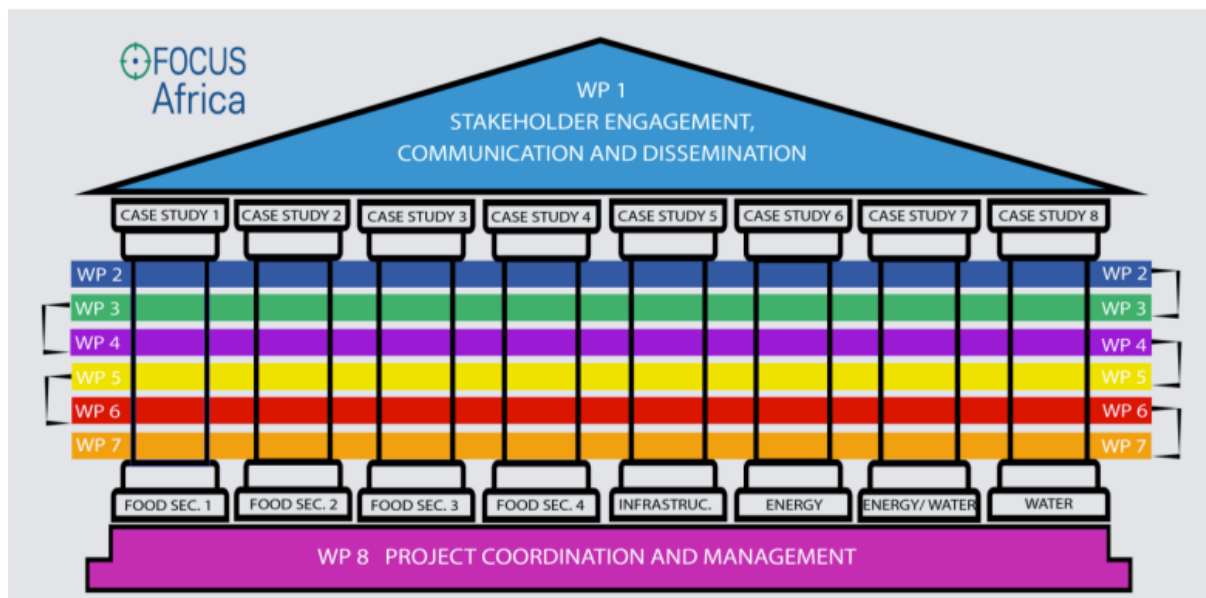 FOCUS
Africa
WP 1
STAKEHOLDER ENGAGEMENT,
COMMUNICATION AND DISSEMINATION
CASE STUDY 1 CASE STUDY 2 CASE STUDY 3 CASE STUDY 4 CASE STUDY 5 CASE STUDY 6 CASE STUDY 7 CASE STUDY 8
WP 2 WP 2
WP 3 WP 3
WP 4 WP 4
WP 5 WP 5
WP 6 WP 6
WP 7 WP 7
FOOD SEC. 1 FOOD SEC. 2 FOOD SEC. 3 FOOD SEC. 4 INFRASTRUC. ENERGY ENERGY/ WATER WATER
WP 8 PROJECT COORDINATION AND MANAGEMENT